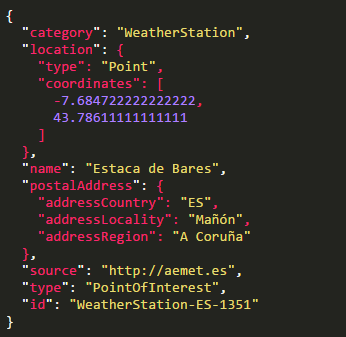 {
  "category": "WeatherStation",
  "location": {
    "type": "Point",
    "coordinates": [
      -7.684722222222222,
      43.78611111111111
    ]
  },
  "name": "Estaca de Bares",
  "postalAddress": {
    "addressCountry": "ES",
    "addressLocality": "Mañón",
    "addressRegion": "A Coruña"
  },
  "source": "http://aemet.es",
  "type": "PointOfInterest",
  "id": "WeatherStation-ES-1351"
}